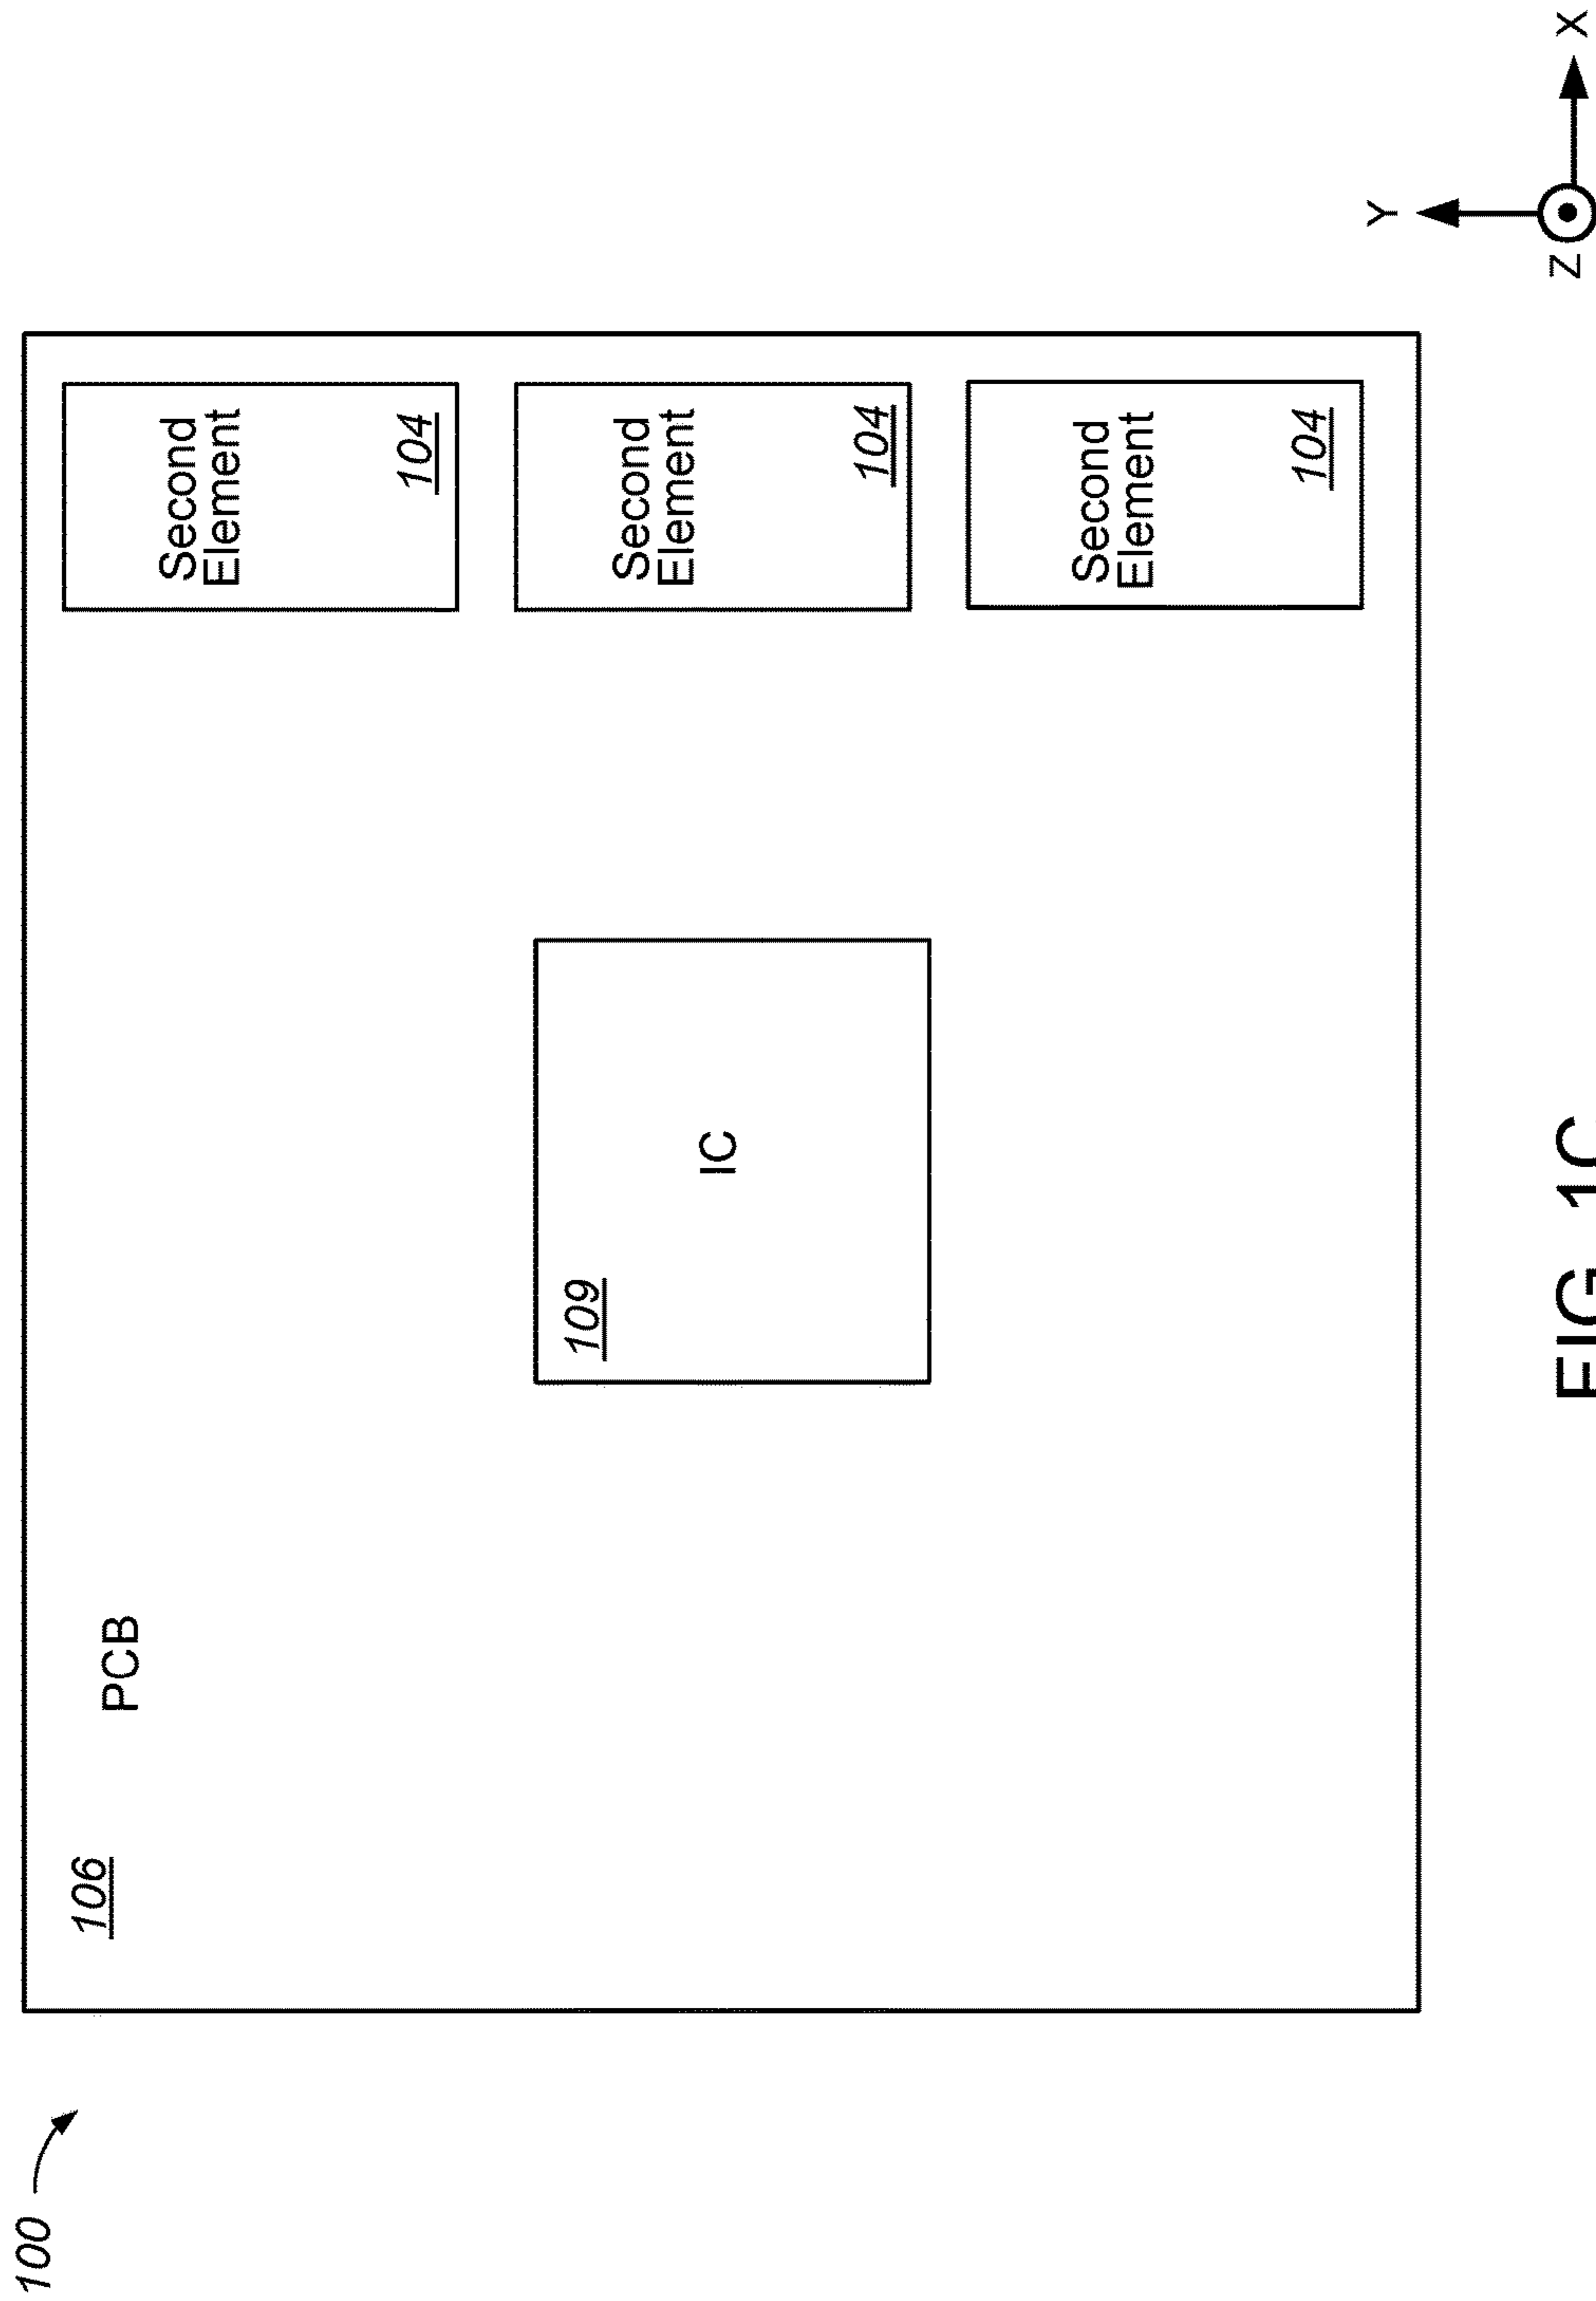 100
106
PCB
Second
Element
104
109
IC
Second
Element
104
Second
Element
104
Y
Z
X
FIG. 1C